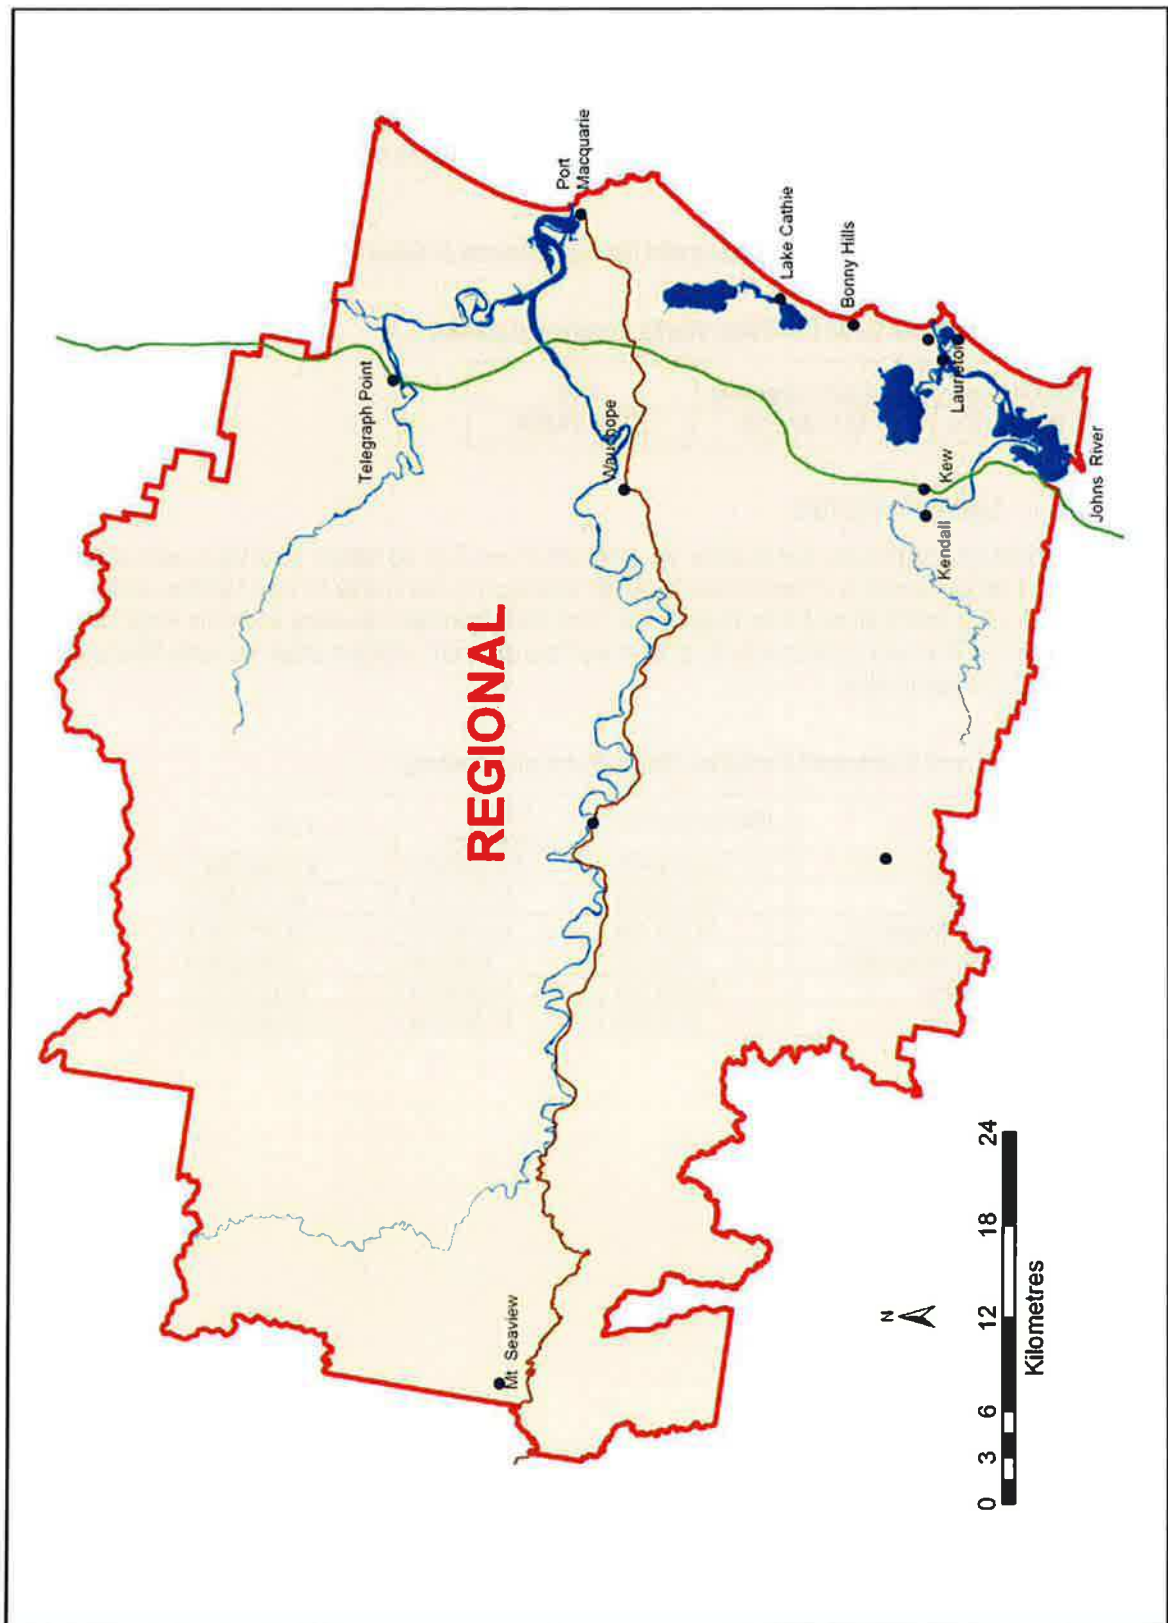 Telegraph Point
Port
Macquarie
REGIONAL
Wauchope
Lake Cathie
Bonny Hills
Laurieton
Kew
Kendall
Johns River
Mt Seaview
N
0 3 6 12 18 24
Kilometres